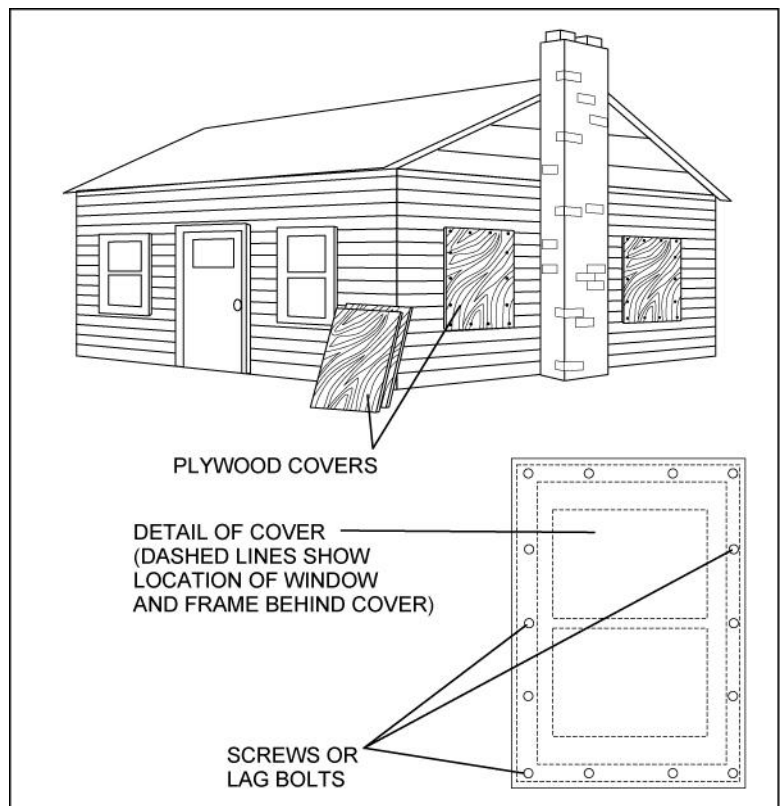 PLYWOOD COVERS
DETAIL OF COVER
(DASHED LINES SHOW
LOCATION OF WINDOW
AND FRAME BEHIND COVER)
SCREWS OR
LAG BOLTS